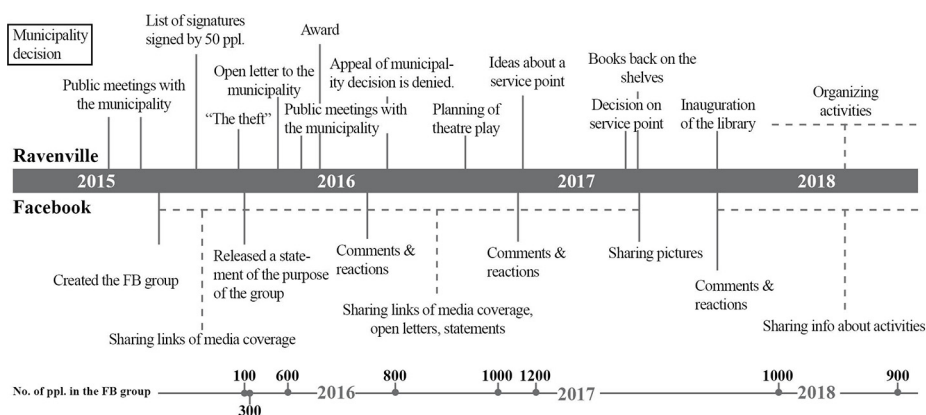 Municipality
decision
List of signatures
signed by 50 ppl.
Award
Public meetings with
the municipality
Open letter to the
municipality
“The theft”
Public meetings with
the municipality
Appeal of municipal-
ity decision is denied.
Planning of
theatre play
Ideas about a
service point
Books back on the
shelves
Decision on
service point
Inauguration
of the library
Organizing
activities
Ravenville
2015
2016
2017
2018
Facebook
Created the FB group
Released a state-
ment of the purpose
of the group
Sharing links of media coverage
Comments &
reactions
Sharing links of media coverage,
open letters, statements
Comments &
reactions
Sharing pictures
Comments &
reactions
Sharing info about activities
No. of ppl. in the FB group
100
300
600
2016
800
1000
1200
2017
1000
2018
900